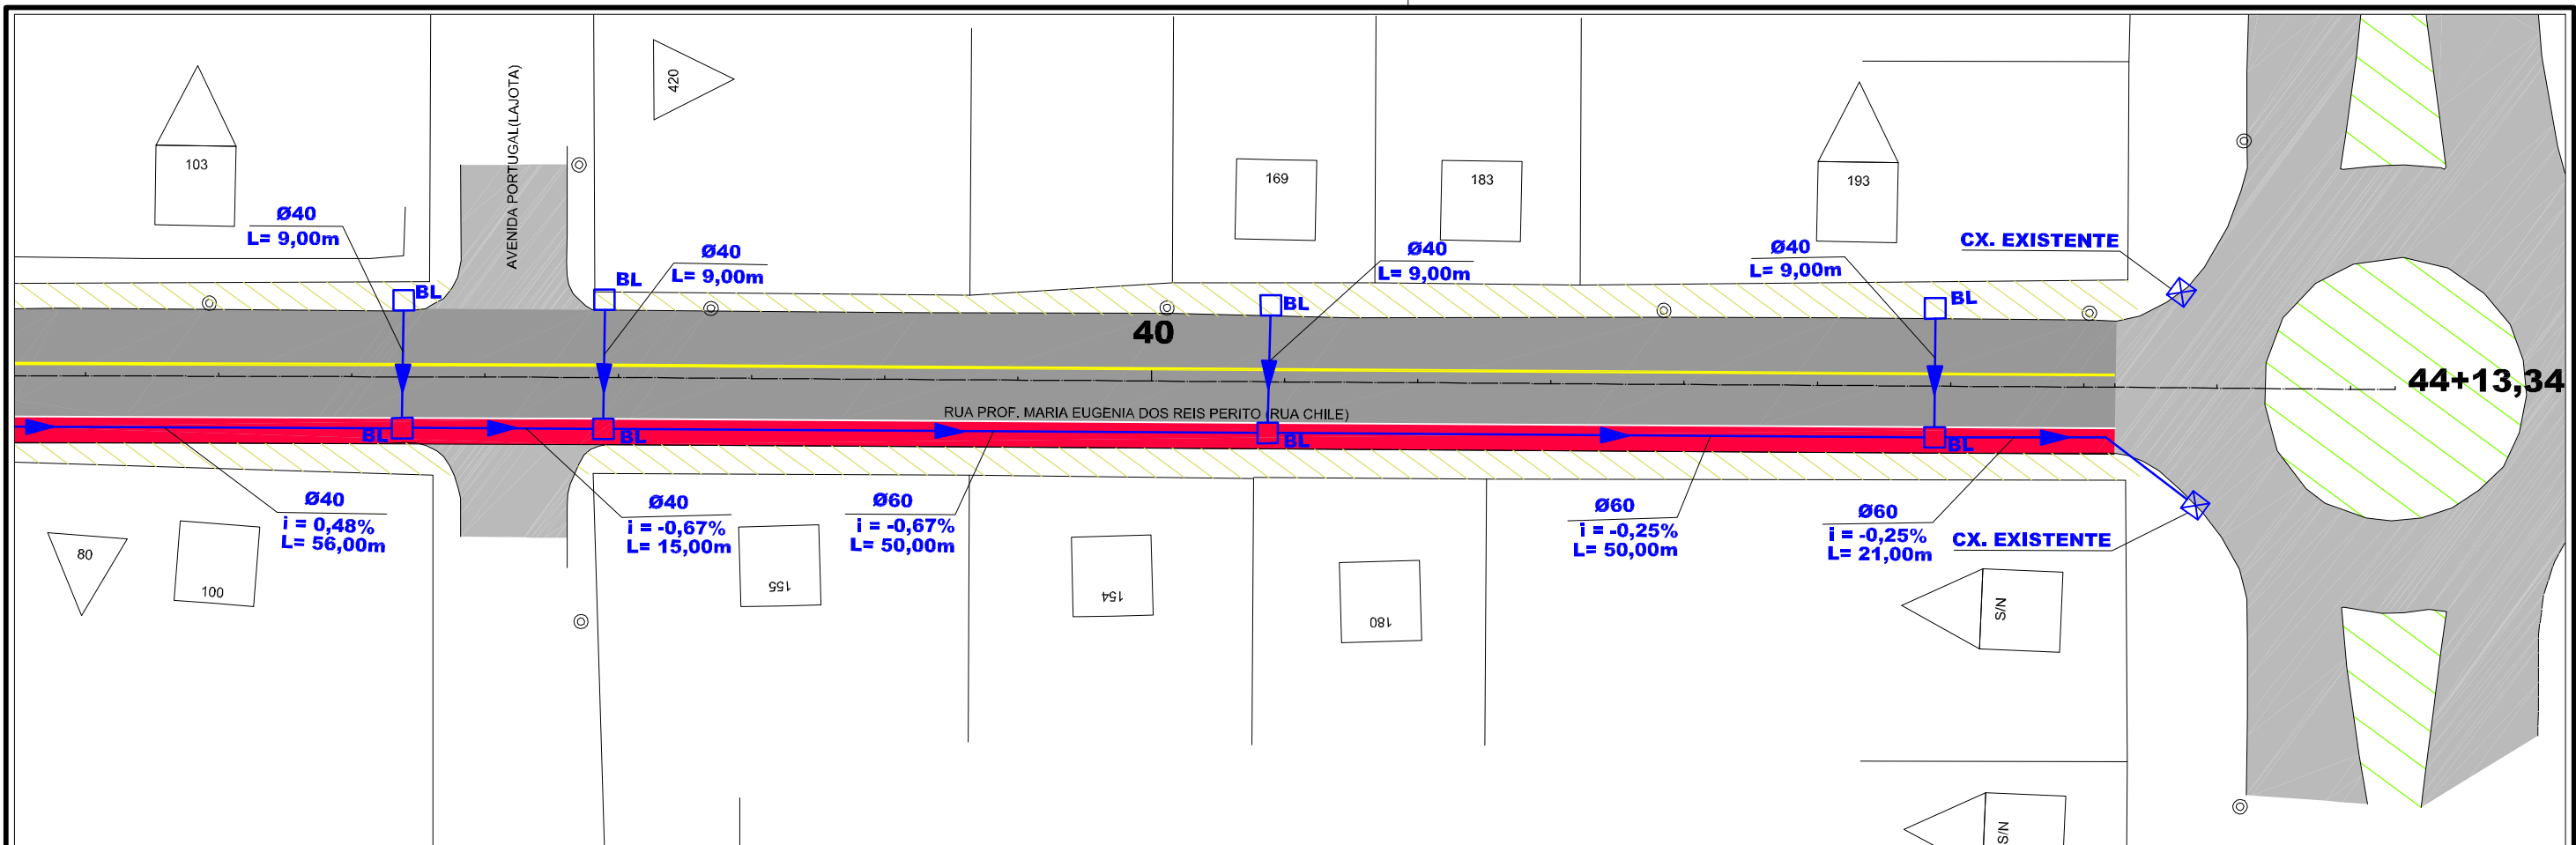 AVENIDA PORTUGAL(LAJOTA)
420
103
169
183
193
Ø40
L= 9,00m
Ø40
L= 9,00m
Ø40
L= 9,00m
Ø40
L= 9,00m
CX. EXISTENTE
BL
BL
BL
BL
40
44+13,34
RUA PROF. MARIA EUGENIA DOS REIS PERITO (RUA CHILE)
BL
BL
BL
BL
Ø40
i = 0,48%
L= 56,00m
Ø40
i = -0,67%
L= 15,00m
Ø60
i = -0,67%
L= 50,00m
Ø60
i = -0,25%
L= 50,00m
Ø60
i = -0,25%
L= 21,00m
CX. EXISTENTE
80
100
155
154
180
S/N
S/N